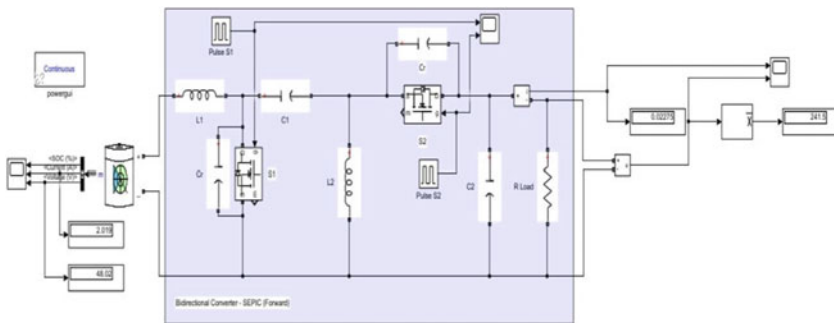 Pulse S1
Continuous
powergui
Cr
L1
C1
S2
0.02275
241.5
<SOC (%)>
<Current (A)>
<Voltage (V)>
m
Cr
S1
L2
Pulse S2
C2
R Load
2.019
48.02
Bidirectional Converter - SEPIC (Forward)